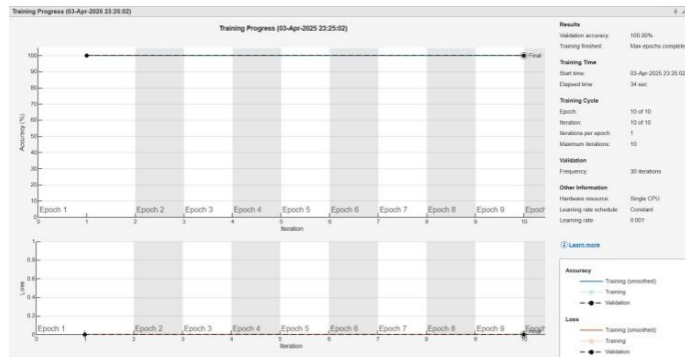 Training Progress (03-Apr-2025 23:25:02)
Training Progress (03-Apr-2025 23:25:02)
Accuracy (%)
100
90
80
70
60
50
40
30
20
10
0
Final
Epoch 1 Epoch 2 Epoch 3 Epoch 4 Epoch 5 Epoch 6 Epoch 7 Epoch 8 Epoch 9 Epoch
0 1 2 3 4 5 6 7 8 9 10
Iteration
Loss
1
0.8
0.6
0.4
0.2
0
Epoch 1 Epoch 2 Epoch 3 Epoch 4 Epoch 5 Epoch 6 Epoch 7 Epoch 8 Epoch 9 Epoch
Final
0 1 2 3 4 5 6 7 8 9 10
Iteration
Results
Validation accuracy: 100.00%
Training finished: Max epochs complete
Training Time
Start time: 03-Apr-2025 23:25:02
Elapsed time: 34 sec
Training Cycle
Epoch: 10 of 10
Iteration: 10 of 10
Iterations per epoch: 1
Maximum iterations: 10
Validation
Frequency: 30 iterations
Other Information
Hardware resource: Single CPU
Learning rate schedule: Constant
Learning rate: 0.001
Learn more
Accuracy
Training (smoothed)
Training
Validation
Loss
Training (smoothed)
Training
Validation